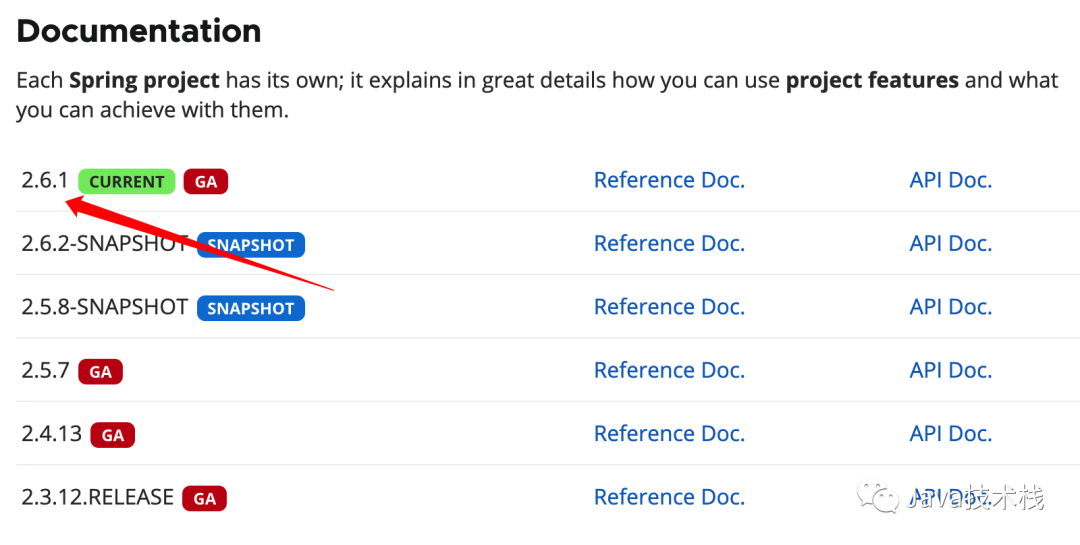 Documentation
Each Spring project has its own; it explains in great details how you can use project features and what
you can achieve with them.
2.6.1 CURRENT GA Reference Doc. API Doc.
2.6.2-SNAPSHOT SNAPSHOT Reference Doc. API Doc.
2.5.8-SNAPSHOT SNAPSHOT Reference Doc. API Doc.
2.5.7 GA Reference Doc. API Doc.
2.4.13 GA Reference Doc. API Doc.
2.3.12.RELEASE GA Reference Doc. API Doc.
Java技术栈